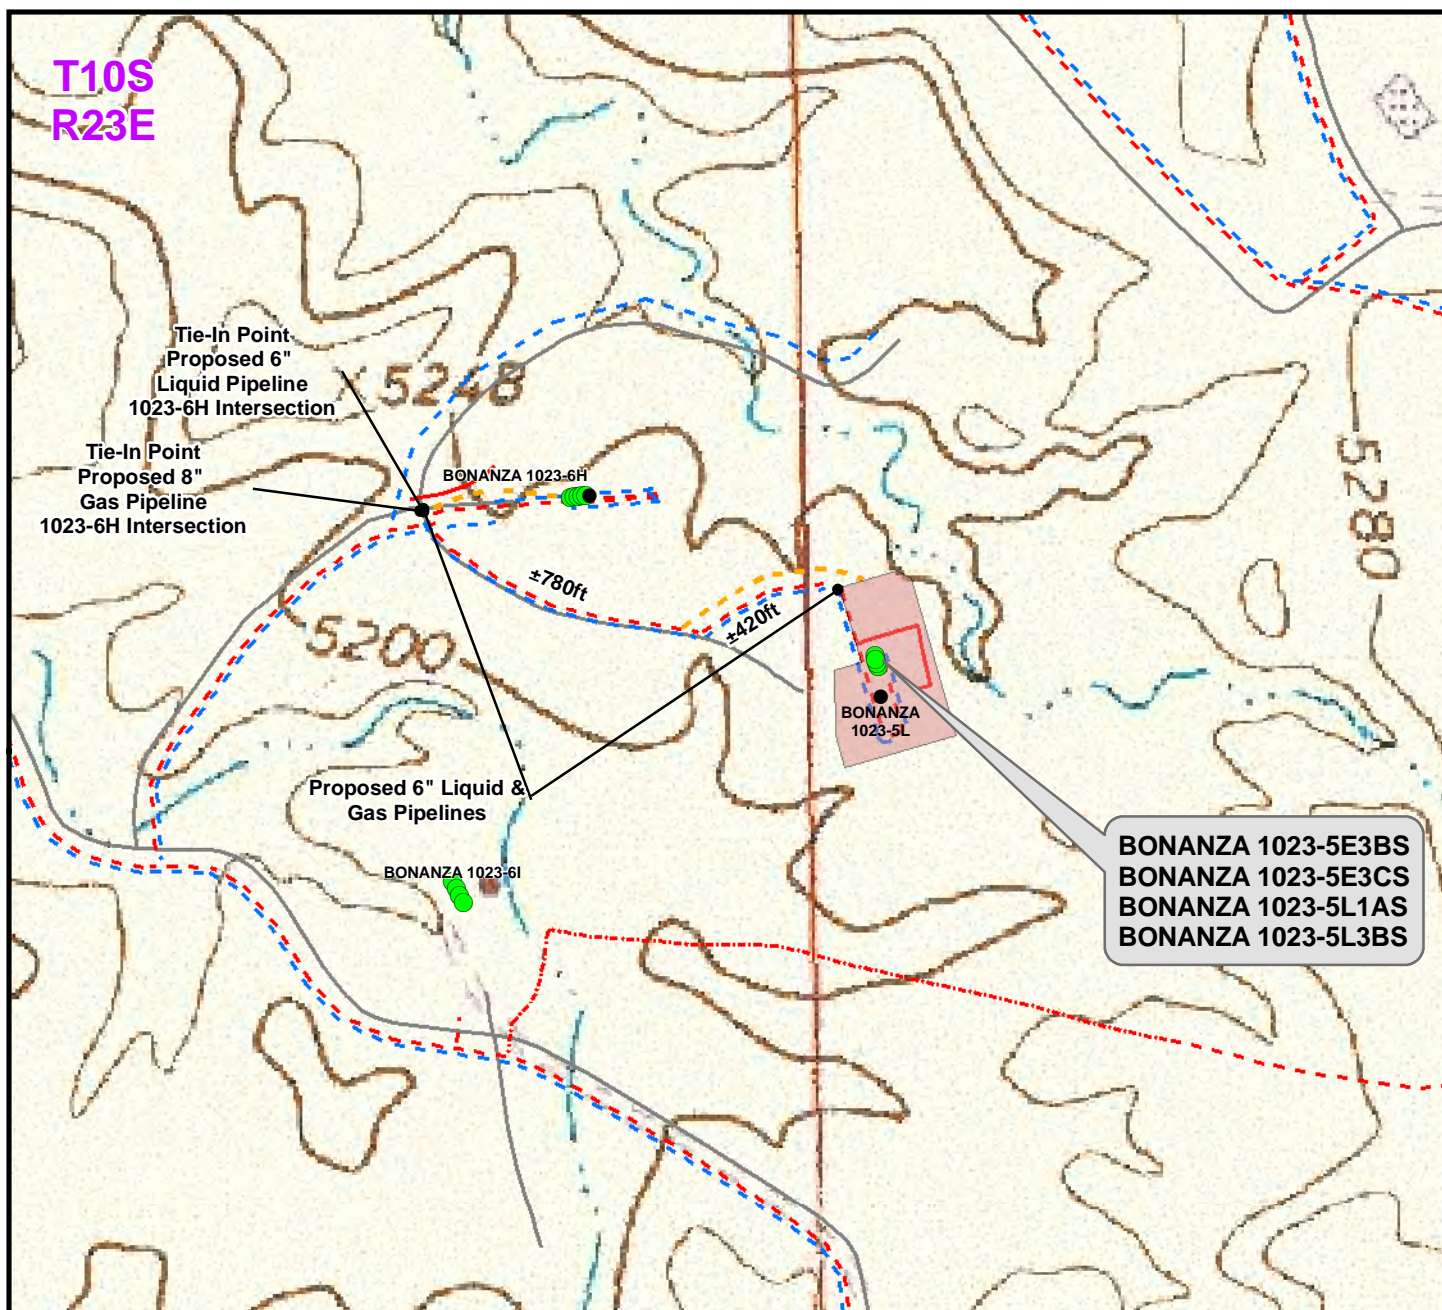 T10S
R23E
Tie-In Point
Proposed 6"
Liquid Pipeline
1023-6H Intersection
X 5248
Tie-In Point
Proposed 8"
Gas Pipeline
1023-6H Intersection
BONANZA 1023-6H
5280
±780ft
±420ft
5200
BONANZA
1023-5L
Proposed 6" Liquid &
Gas Pipelines
BONANZA 1023-6I
BONANZA 1023-5E3BS
BONANZA 1023-5E3CS
BONANZA 1023-5L1AS
BONANZA 1023-5L3BS